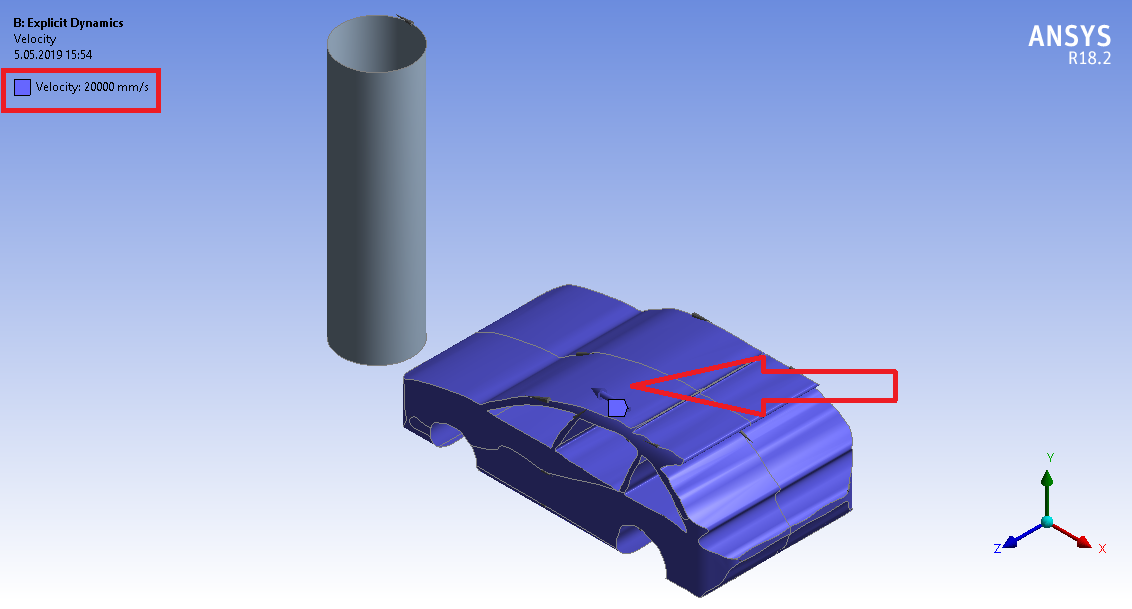 B: Explicit Dynamics
Velocity
5.05.2019 15:54
Velocity: 20000 mm/s
ANSYS
R18.2
Y
Z
X